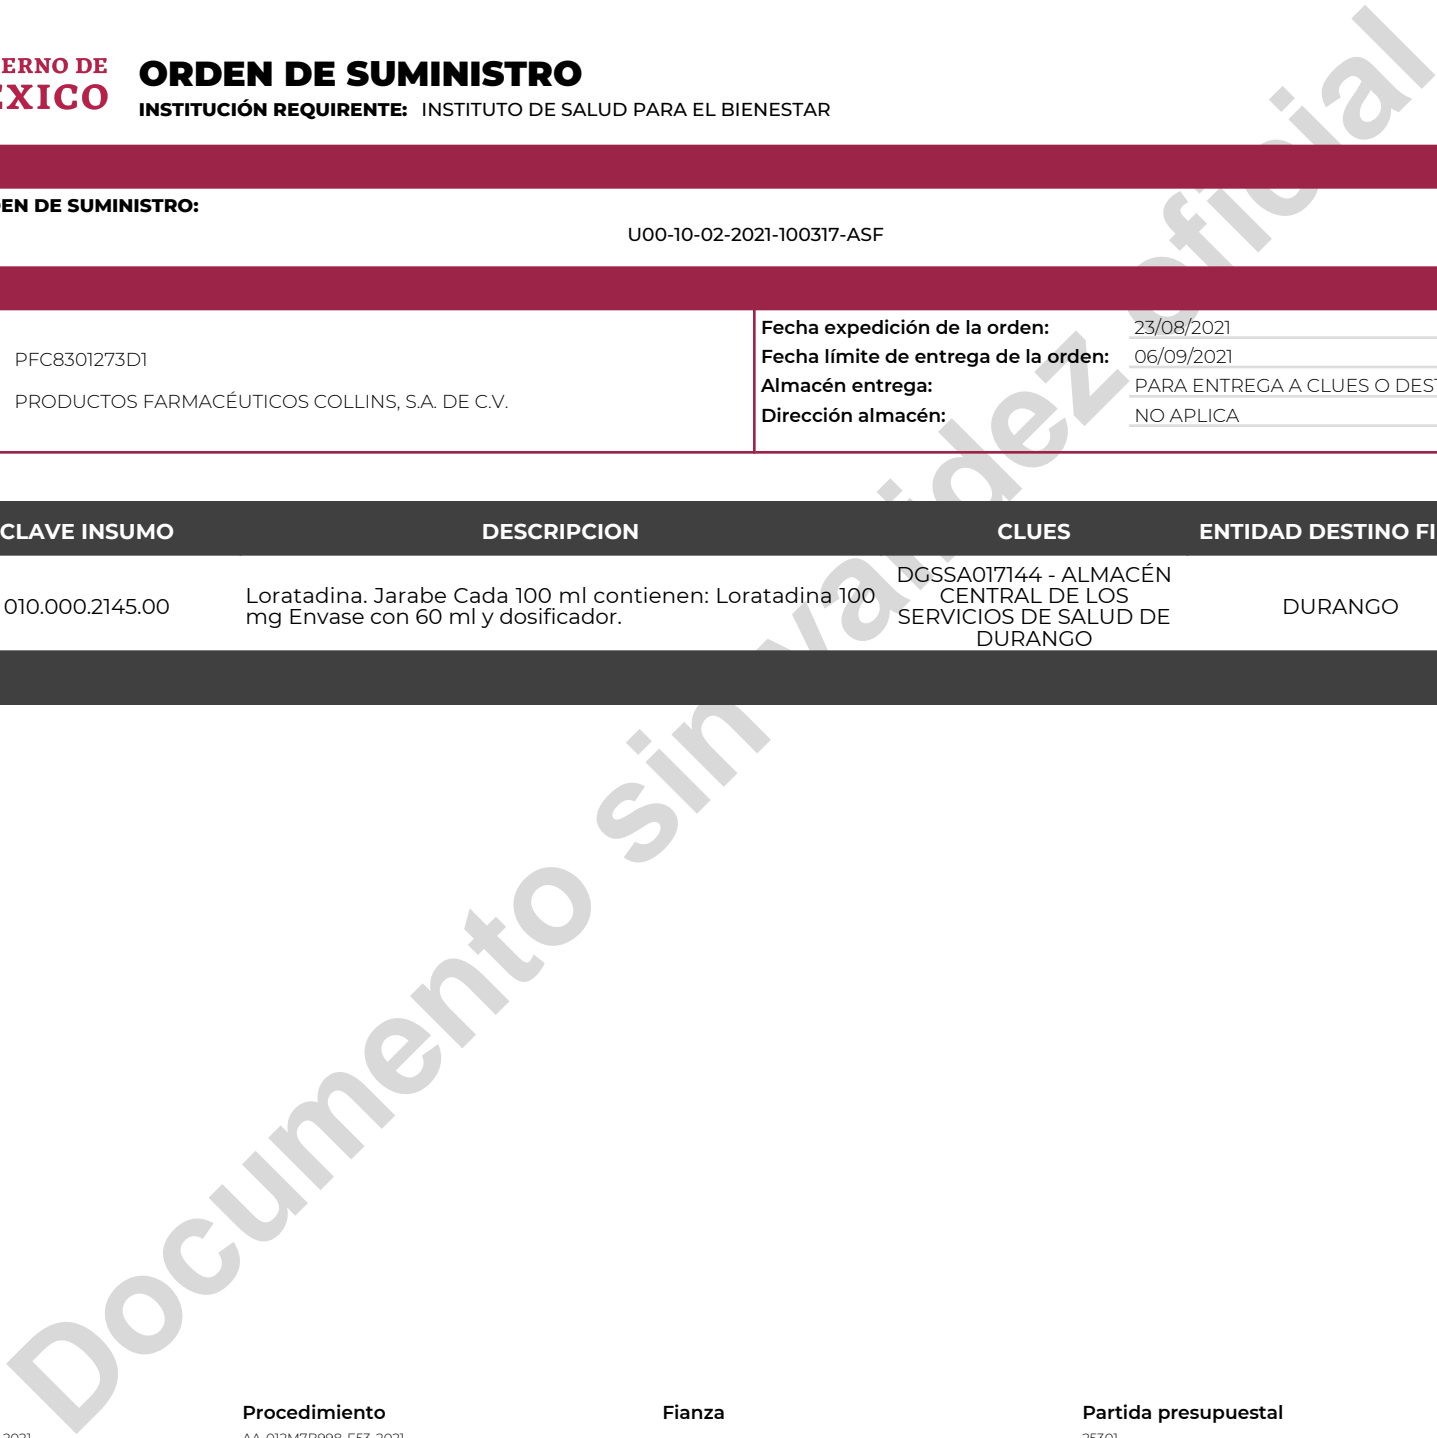 ERNO DE
ORDEN DE SUMINISTRO
XICO
INSTITUCIÓN REQUIRENTE: INSTITUTO DE SALUD PARA EL BIENESTAR
EN DE SUMINISTRO:
U00-10-02-2021-100317-ASF
PFC8301273D1
PRODUCTOS FARMACÉUTICOS COLLINS, S.A. DE C.V.
Fecha expedición de la orden: 23/08/2021
Fecha límite de entrega de la orden: 06/09/2021
Almacén entrega: PARA ENTREGA A CLUES O DEST
Dirección almacén: NO APLICA
CLAVE INSUMO DESCRIPCION CLUES ENTIDAD DESTINO FI
010.000.2145.00
Loratadina. Jarabe Cada 100 ml contienen: Loratadina 100
mg Envase con 60 ml y dosificador.
DGSSA017144 - ALMACÉN
CENTRAL DE LOS
SERVICIOS DE SALUD DE
DURANGO
DURANGO
Documento sin validez oficial
Procedimiento Fianza Partida presupuestal